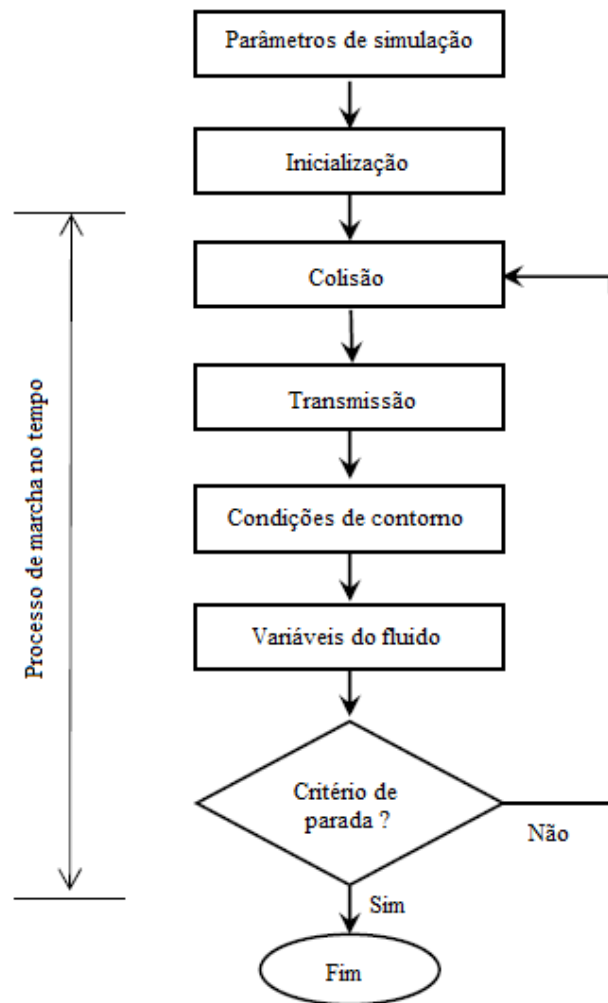 Parâmetros de simulação
Inicialização
Colisão
Transmissão
Condições de contorno
Variáveis do fluido
Critério de
parada ?
Não
Sim
Fim
Processo de marcha no tempo